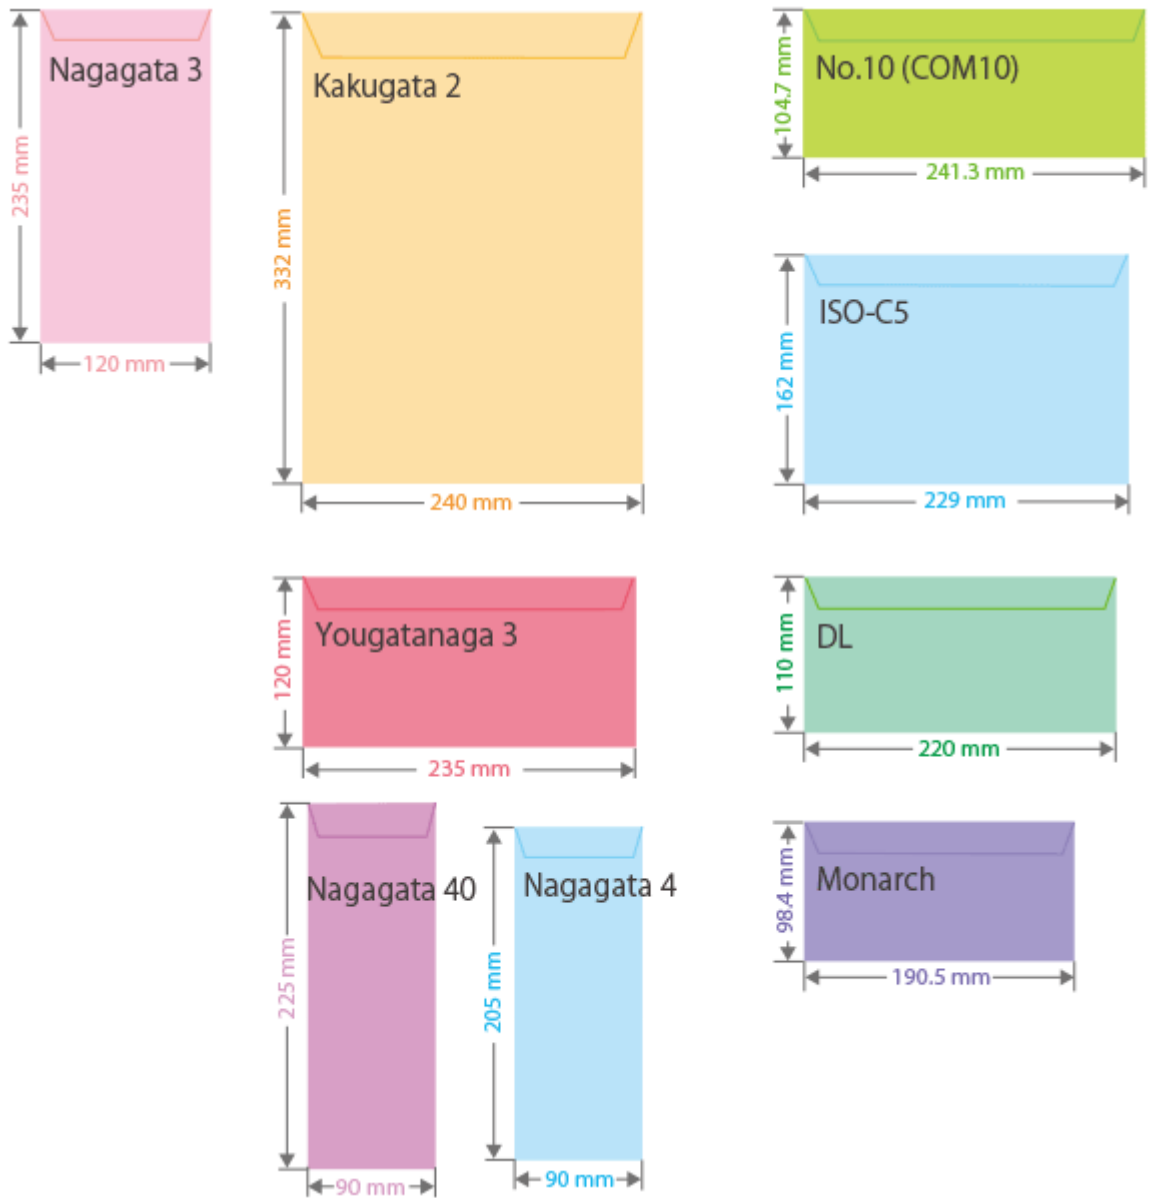 Nagagata 3
235 mm
120 mm
Kakugata 2
332 mm
240 mm
No.10 (COM10)
104.7 mm
241.3 mm
ISO-C5
162 mm
229 mm
Yougatanaga 3
120 mm
235 mm
DL
110 mm
220 mm
Nagagata 40
225 mm
90 mm
Nagagata 4
205 mm
90 mm
Monarch
98.4 mm
190.5 mm